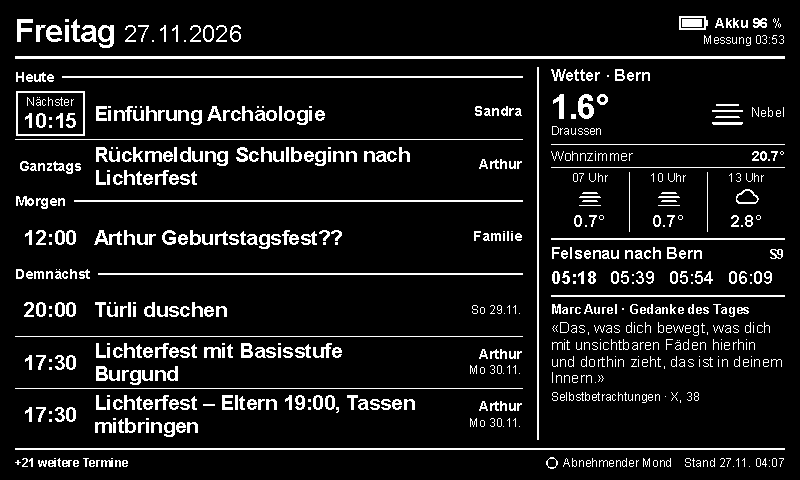 Freitag 27.11.2026
Akku 96 %
Messung 03:53
Heute
Nächster
10:15 Einführung Archäologie Sandra
Ganztags Rückmeldung Schulbeginn nach
Lichterfest
Arthur
Morgen
12:00 Arthur Geburtstagsfest?? Familie
Demnächst
20:00 Türli duschen So 29.11.
17:30 Lichterfest mit Basisstufe
Burgund
Arthur
Mo 30.11.
17:30 Lichterfest – Eltern 19:00, Tassen
mitbringen
Arthur
Mo 30.11.
Wetter · Bern
1.6°
Draussen
Nebel
Wohnzimmer 20.7°
07 Uhr 10 Uhr 13 Uhr
0.7° 0.7° 2.8°
Felsenau nach Bern S9
05:18 05:39 05:54 06:09
Marc Aurel · Gedanke des Tages
«Das, was dich bewegt, was dich
mit unsichtbaren Fäden hierhin
und dorthin zieht, das ist in deinem
Innern.»
Selbstbetrachtungen · X, 38
+21 weitere Termine
Abnehmender Mond Stand 27.11. 04:07